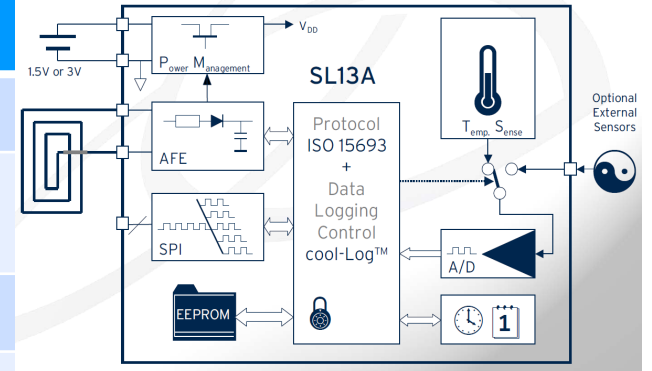 1.5V or 3V
Power Management
VDD
SL13A
AFE
SPI
EEPROM
Protocol
ISO 15693
+
Data
Logging
Control
cool-Log™
Temp. Sense
Optional
External
Sensors
A/D
1